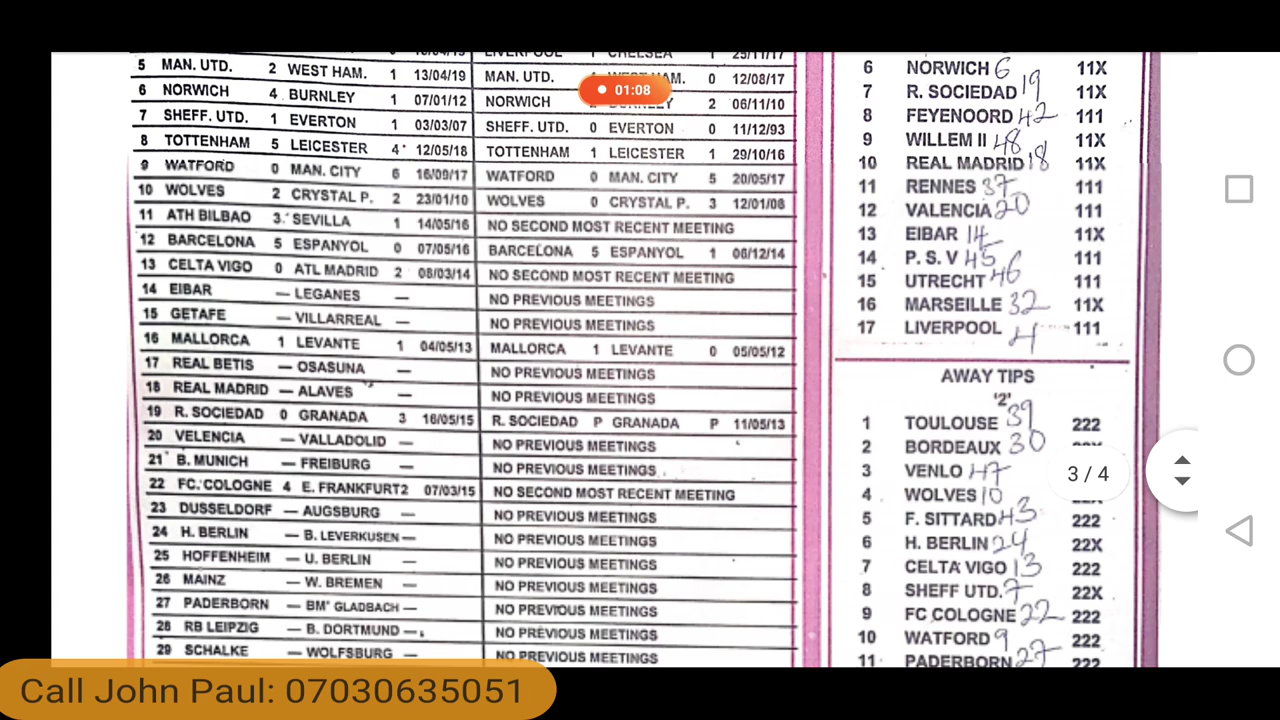 LIVERPOOL 1 CHELSEA 1 25/11/17
5 MAN. UTD. 2 WEST HAM. 1 13/04/19 MAN. UTD. 0 12/08/17
01:08
6 NORWICH 4 BURNLEY 1 07/01/12 NORWICH BURNLEY 2 06/11/10
7 SHEFF. UTD. 1 EVERTON 1 03/03/07 SHEFF. UTD. 0 EVERTON 0 11/12/93
8 TOTTENHAM 5 LEICESTER 4 12/05/18 TOTTENHAM 1 LEICESTER 1 29/10/16
9 WATFORD 0 MAN. CITY 6 16/09/17 WATFORD 0 MAN. CITY 5 20/05/17
10 WOLVES 2 CRYSTAL P. 2 23/01/10 WOLVES 0 CRYSTAL P. 3 12/01/08
11 ATH BILBAO 3 SEVILLA 1 14/05/16 NO SECOND MOST RECENT MEETING
12 BARCELONA 5 ESPANYOL 0 07/05/16 BARCELONA 5 ESPANYOL 1 06/12/14
13 CELTA VIGO 0 ATL MADRID 2 08/03/14 NO SECOND MOST RECENT MEETING
14 EIBAR — LEGANES — NO PREVIOUS MEETINGS
15 GETAFE — VILLARREAL — NO PREVIOUS MEETINGS
16 MALLORCA 1 LEVANTE 1 04/05/13 MALLORCA 1 LEVANTE 0 05/05/12
17 REAL BETIS — OSASUNA — NO PREVIOUS MEETINGS
18 REAL MADRID — ALAVES — NO PREVIOUS MEETINGS
19 R. SOCIEDAD 0 GRANADA 3 16/05/15 R. SOCIEDAD P GRANADA P 11/05/13
20 VELENCIA — VALLADOLID — NO PREVIOUS MEETINGS
21 B. MUNICH — FREIBURG — NO PREVIOUS MEETINGS
22 FC. COLOGNE 4 E. FRANKFURT2 07/03/15 NO SECOND MOST RECENT MEETING
23 DUSSELDORF — AUGSBURG — NO PREVIOUS MEETINGS
24 H. BERLIN — B. LEVERKUSEN — NO PREVIOUS MEETINGS
25 HOFFENHEIM — U. BERLIN — NO PREVIOUS MEETINGS
26 MAINZ — W. BREMEN — NO PREVIOUS MEETINGS
27 PADERBORN — BM' GLADBACH — NO PREVIOUS MEETINGS
28 RB LEIPZIG — B. DORTMUND — NO PREVIOUS MEETINGS
29 SCHALKE — WOLFSBURG — NO PREVIOUS MEETINGS
6 NORWICH 6 11X
7 R. SOCIEDAD 19 11X
8 FEYENOORD 42 111
9 WILLEM II 48 11X
10 REAL MADRID 18 11X
11 RENNES 37 111
12 VALENCIA 20 111
13 EIBAR 14 11X
14 P. S. V 45 111
15 UTRECHT 46 111
16 MARSEILLE 32 11X
17 LIVERPOOL 4 111
AWAY TIPS
'2'
1 TOULOUSE 39 222
2 BORDEAUX 30
3 VENLO 47
3 / 4
4 WOLVES 10
5 F. SITTARD 43 222
6 H. BERLIN 24 22X
7 CELTA VIGO 13 222
8 SHEFF UTD. 7 22X
9 FC COLOGNE 22 222
10 WATFORD 9 222
11 PADERBORN 27 222
Call John Paul: 07030635051